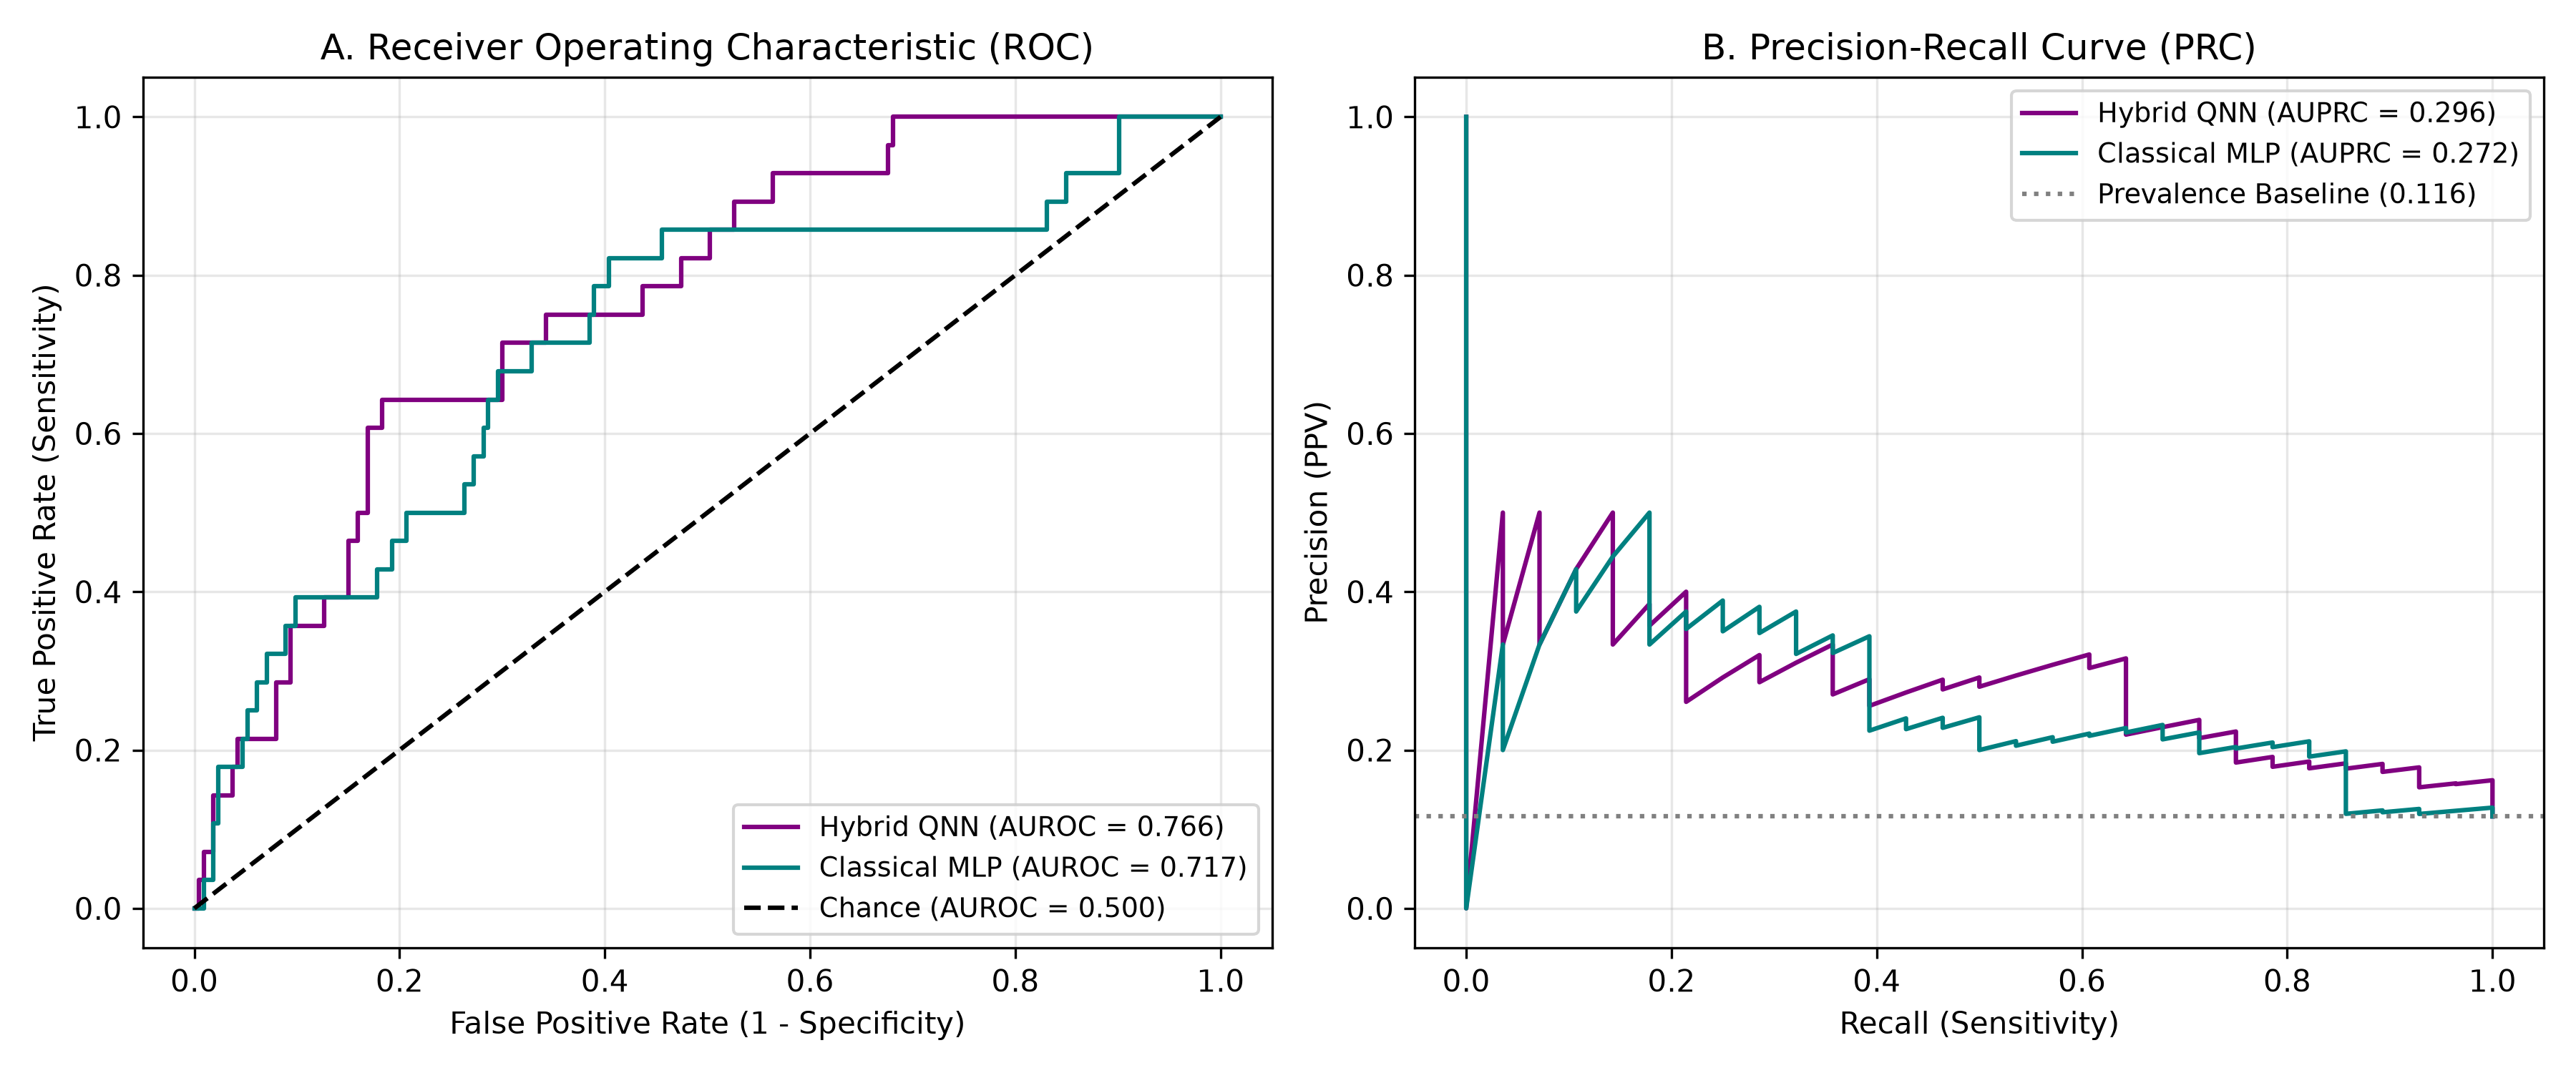 A. Receiver Operating Characteristic (ROC)
True Positive Rate (Sensitivity)
1.0
0.8
0.6
0.4
0.2
0.0
Hybrid QNN (AUROC = 0.766)
Classical MLP (AUROC = 0.717)
Chance (AUROC = 0.500)
0.0 0.2 0.4 0.6 0.8 1.0
False Positive Rate (1 - Specificity)
B. Precision-Recall Curve (PRC)
Precision (PPV)
1.0
0.8
0.6
0.4
0.2
0.0
Hybrid QNN (AUPRC = 0.296)
Classical MLP (AUPRC = 0.272)
Prevalence Baseline (0.116)
0.0 0.2 0.4 0.6 0.8 1.0
Recall (Sensitivity)